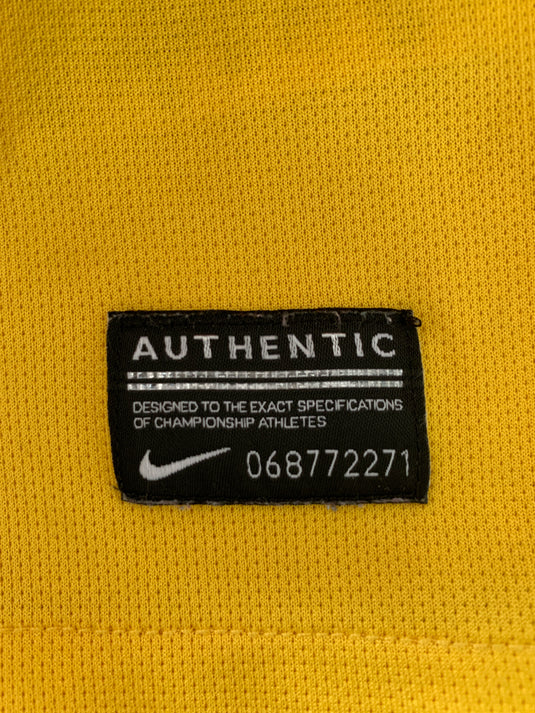 AUTHENTIC
DESIGNED TO THE EXACT SPECIFICATIONS
OF CHAMPIONSHIP ATHLETES
068772271